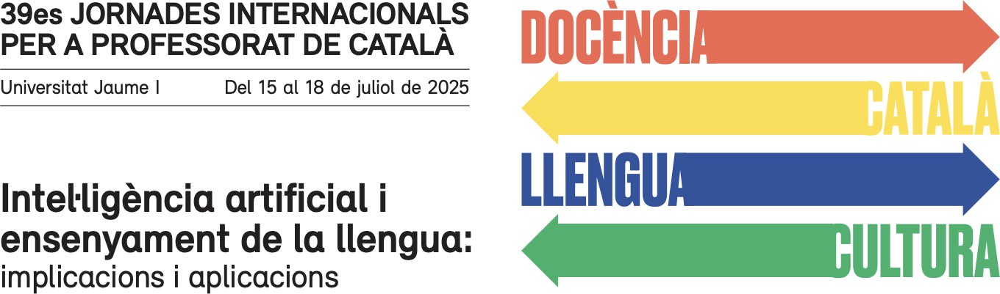 39es JORNADES INTERNACIONALS
PER A PROFESSORAT DE CATALÀ
Universitat Jaume I
Del 15 al 18 de juliol de 2025
Intel·ligència artificial i
ensenyament de la llengua:
implicacions i aplicacions
DOCÈNCIA
CATALÀ
LLENGUA
CULTURA